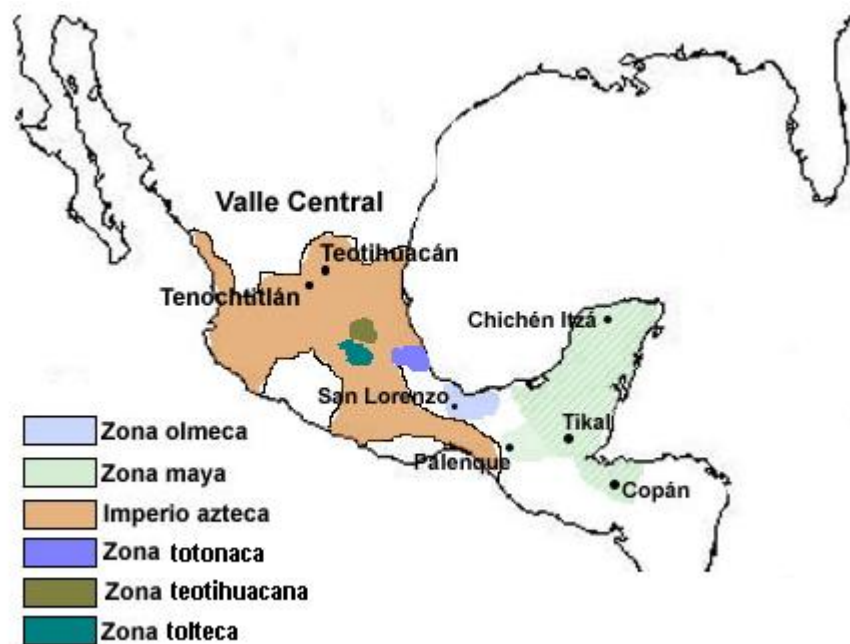 Valle Central
Teotihuacán
Tenochtitlán
Chichén Itzá
San Lorenzo
Tikal
Palenque
Copán
Zona olmeca
Zona maya
Imperio azteca
Zona totonaca
Zona teotihuacana
Zona tolteca